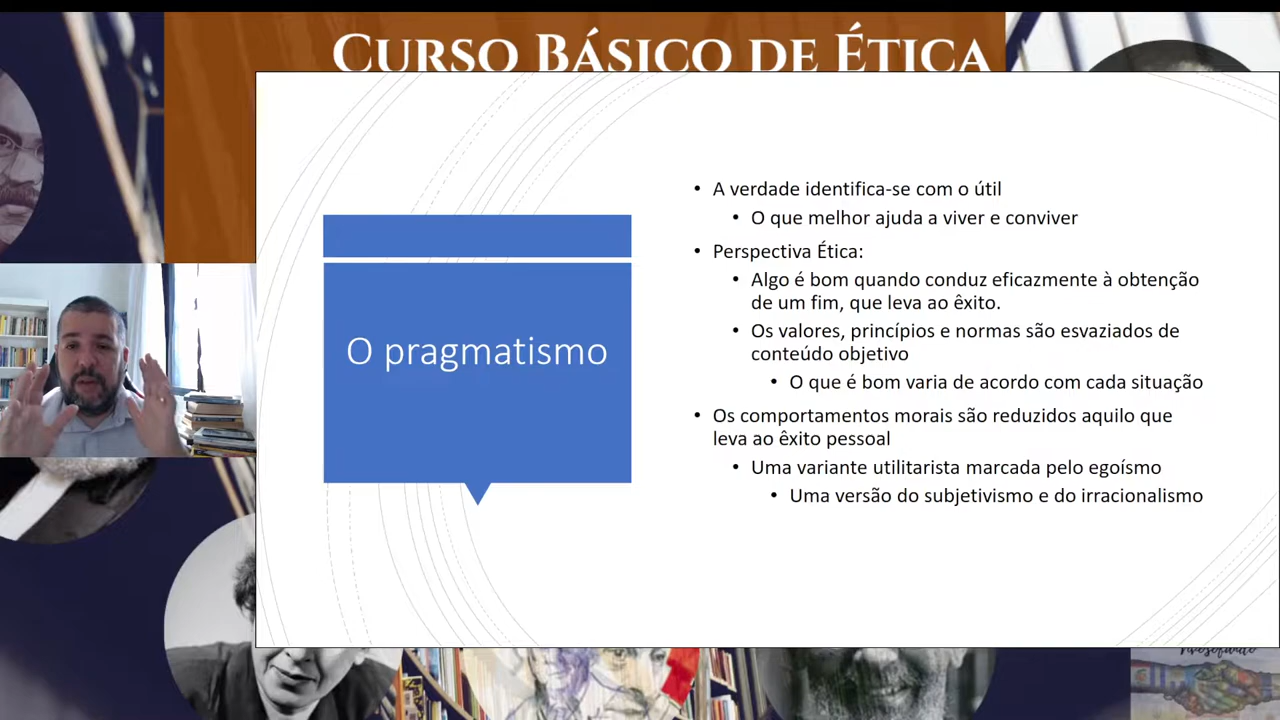 CURSO BÁSICO DE ÉTICA
O pragmatismo
• A verdade identifica-se com o útil
• O que melhor ajuda a viver e conviver
• Perspectiva Ética:
• Algo é bom quando conduz eficazmente à obtenção
de um fim, que leva ao êxito.
• Os valores, princípios e normas são esvaziados de
conteúdo objetivo
• O que é bom varia de acordo com cada situação
• Os comportamentos morais são reduzidos aquilo que
leva ao êxito pessoal
• Uma variante utilitarista marcada pelo egoísmo
• Uma versão do subjetivismo e do irracionalismo